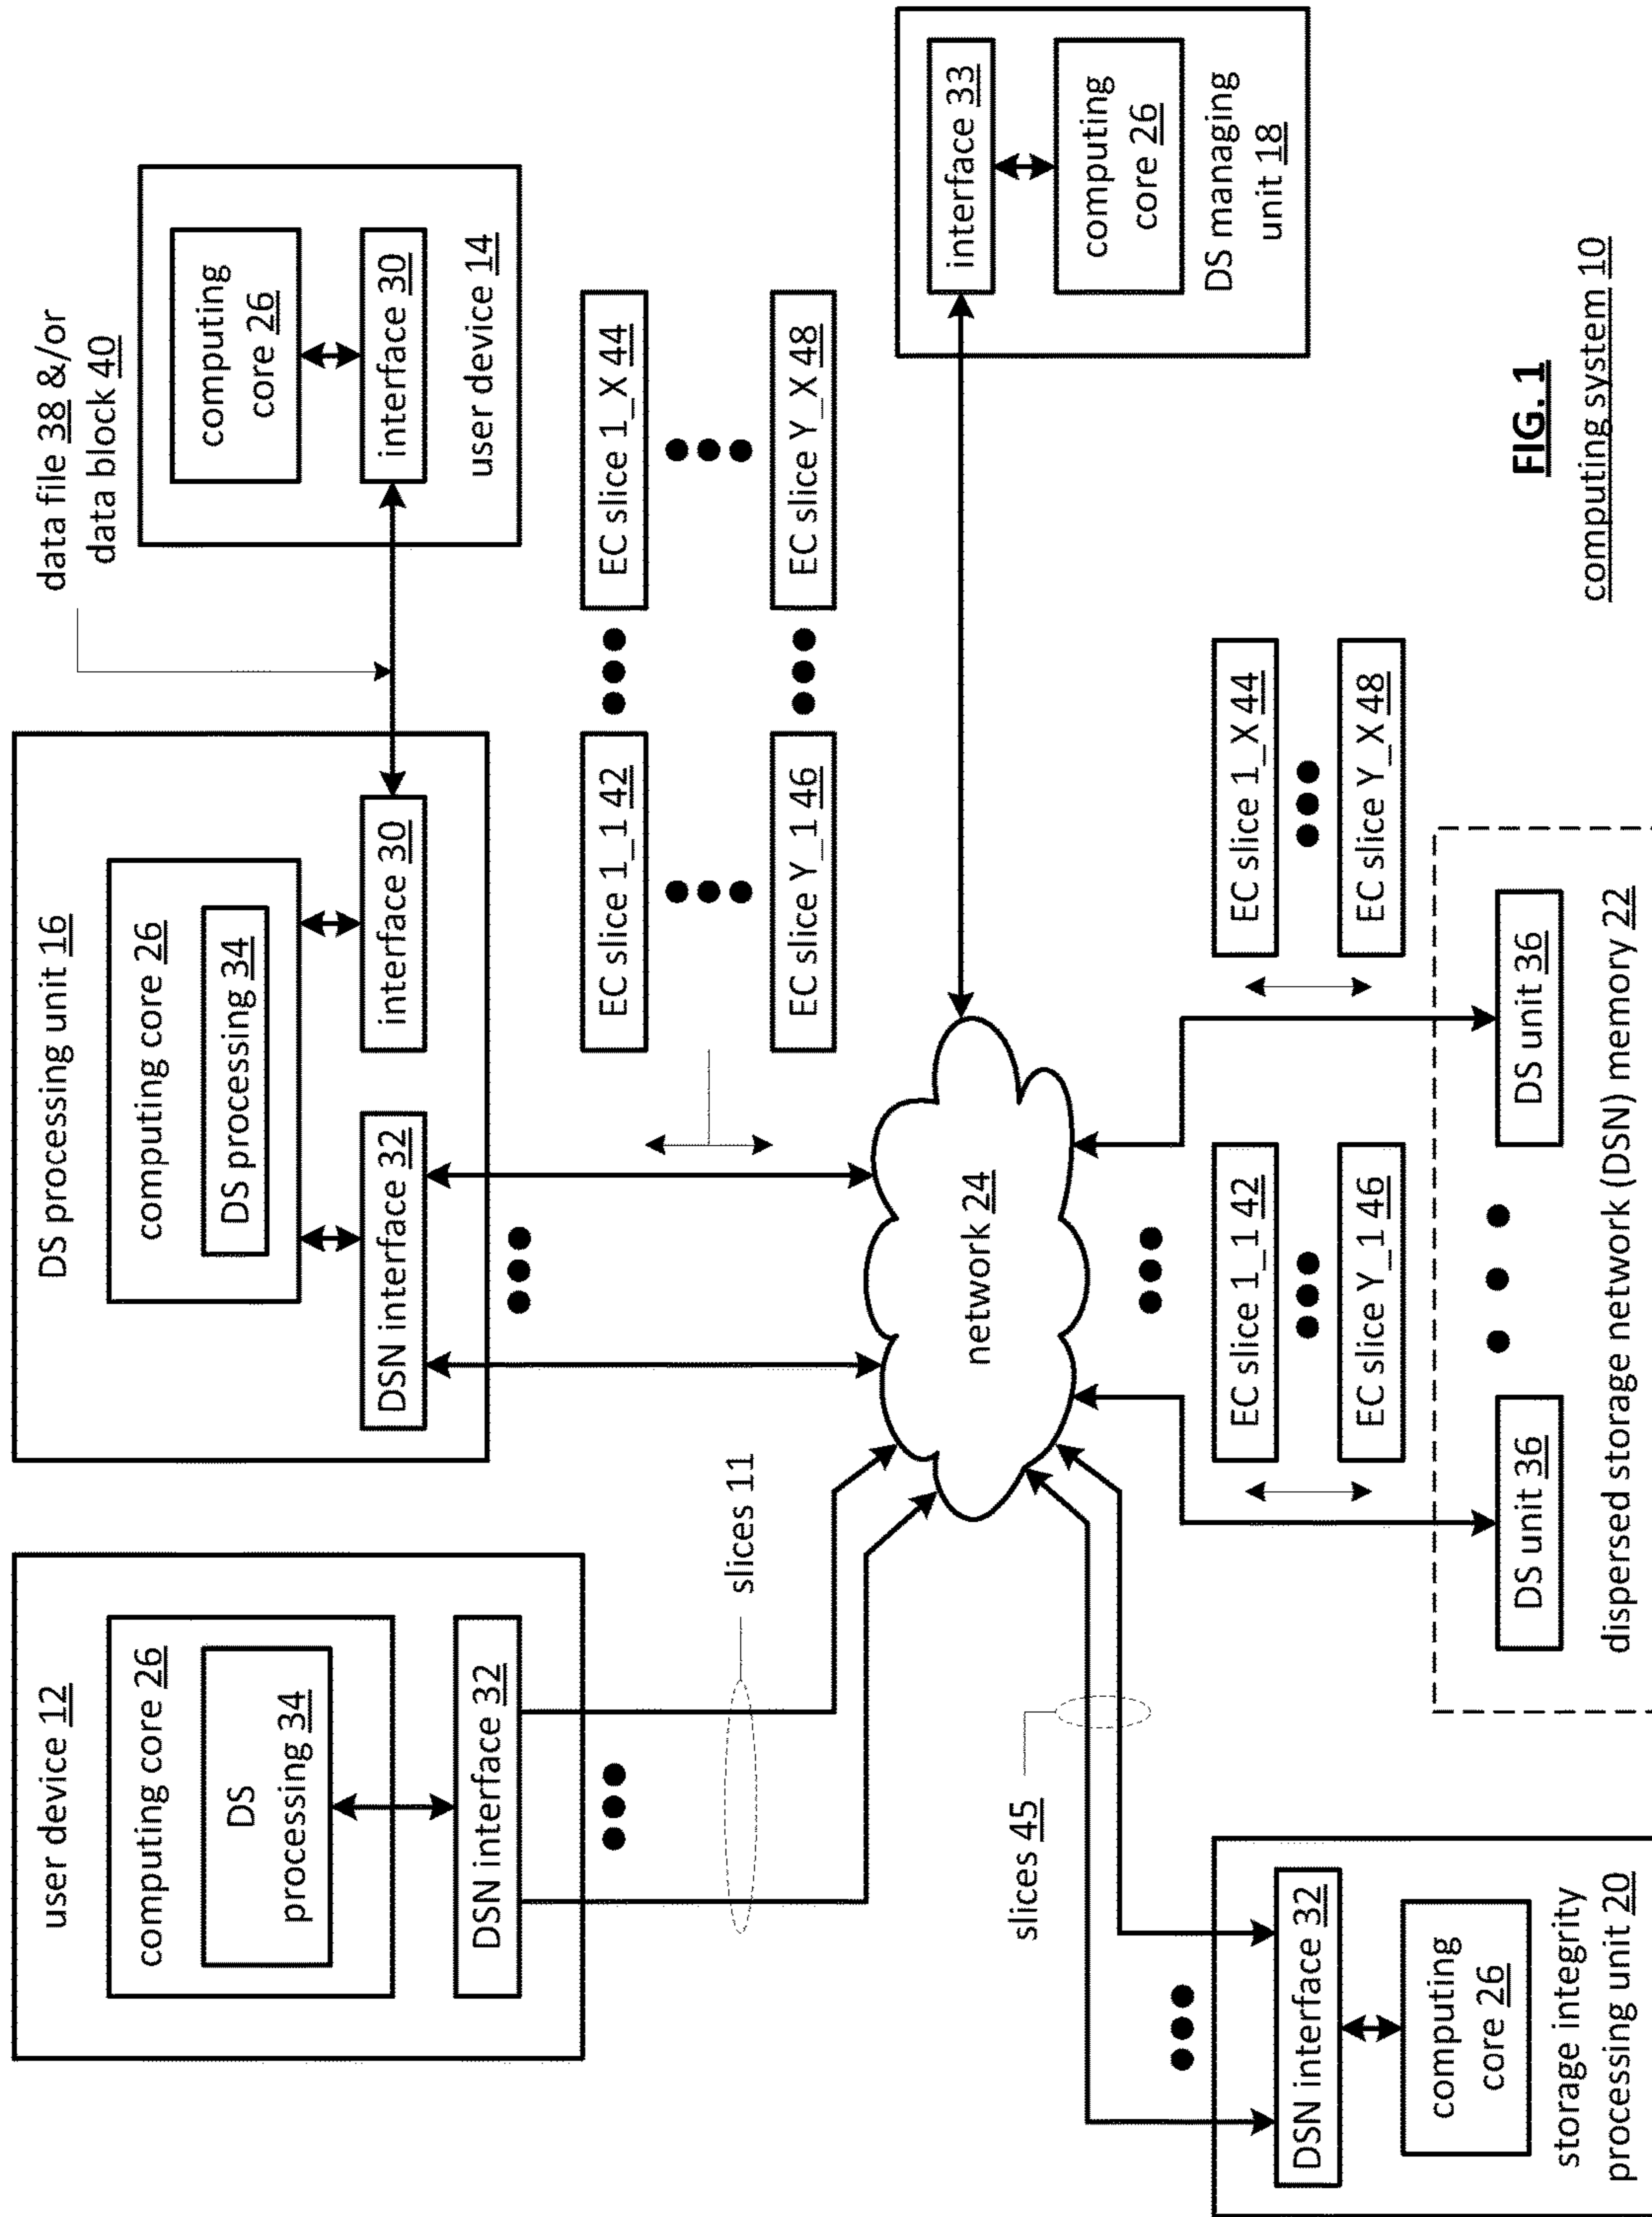 user device 12
computing core 26
DS
processing 34
DSN interface 32
slices 11
DS processing unit 16
computing core 26
DS processing 34
DSN interface 32
interface 30
data file 38 &/or
data block 40
computing
core 26
interface 30
user device 14
EC slice 1_1 42
EC slice 1_X 44
EC slice Y_1 46
EC slice Y_X 48
network 24
interface 33
computing
core 26
DS managing
unit 18
slices 45
DSN interface 32
computing
core 26
storage integrity
processing unit 20
EC slice 1_1 42
EC slice Y_1 46
EC slice 1_X 44
EC slice Y_X 48
DS unit 36
DS unit 36
dispersed storage network (DSN) memory 22
FIG. 1
computing system 10